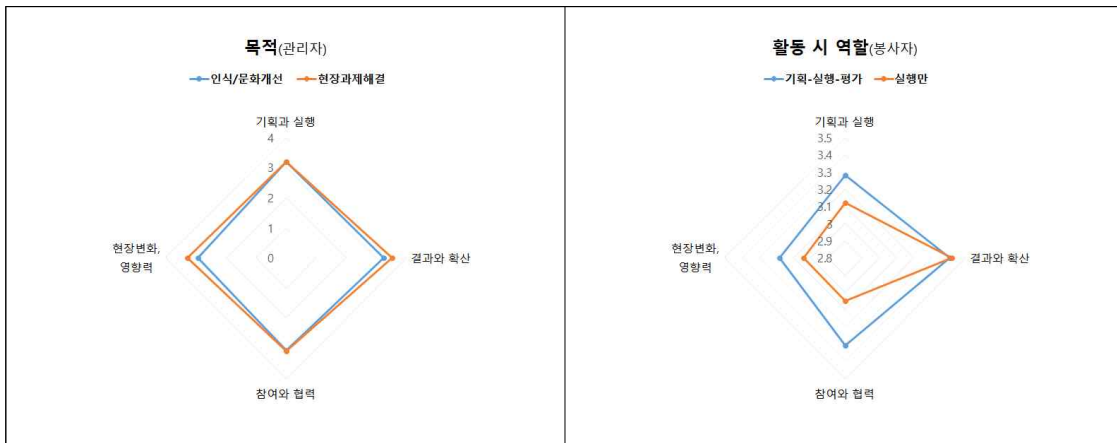 목적(관리자)
인식/문화개선 현장과제해결
기획과 실행
4
3
2
1
0
현장변화,
영향력
결과와 확산
참여와 협력
활동 시 역할(봉사자)
기획-실행-평가 실행만
기획과 실행
3.5
3.4
3.3
3.2
3.1
3
2.9
2.8
현장변화,
영향력
결과와 확산
참여와 협력